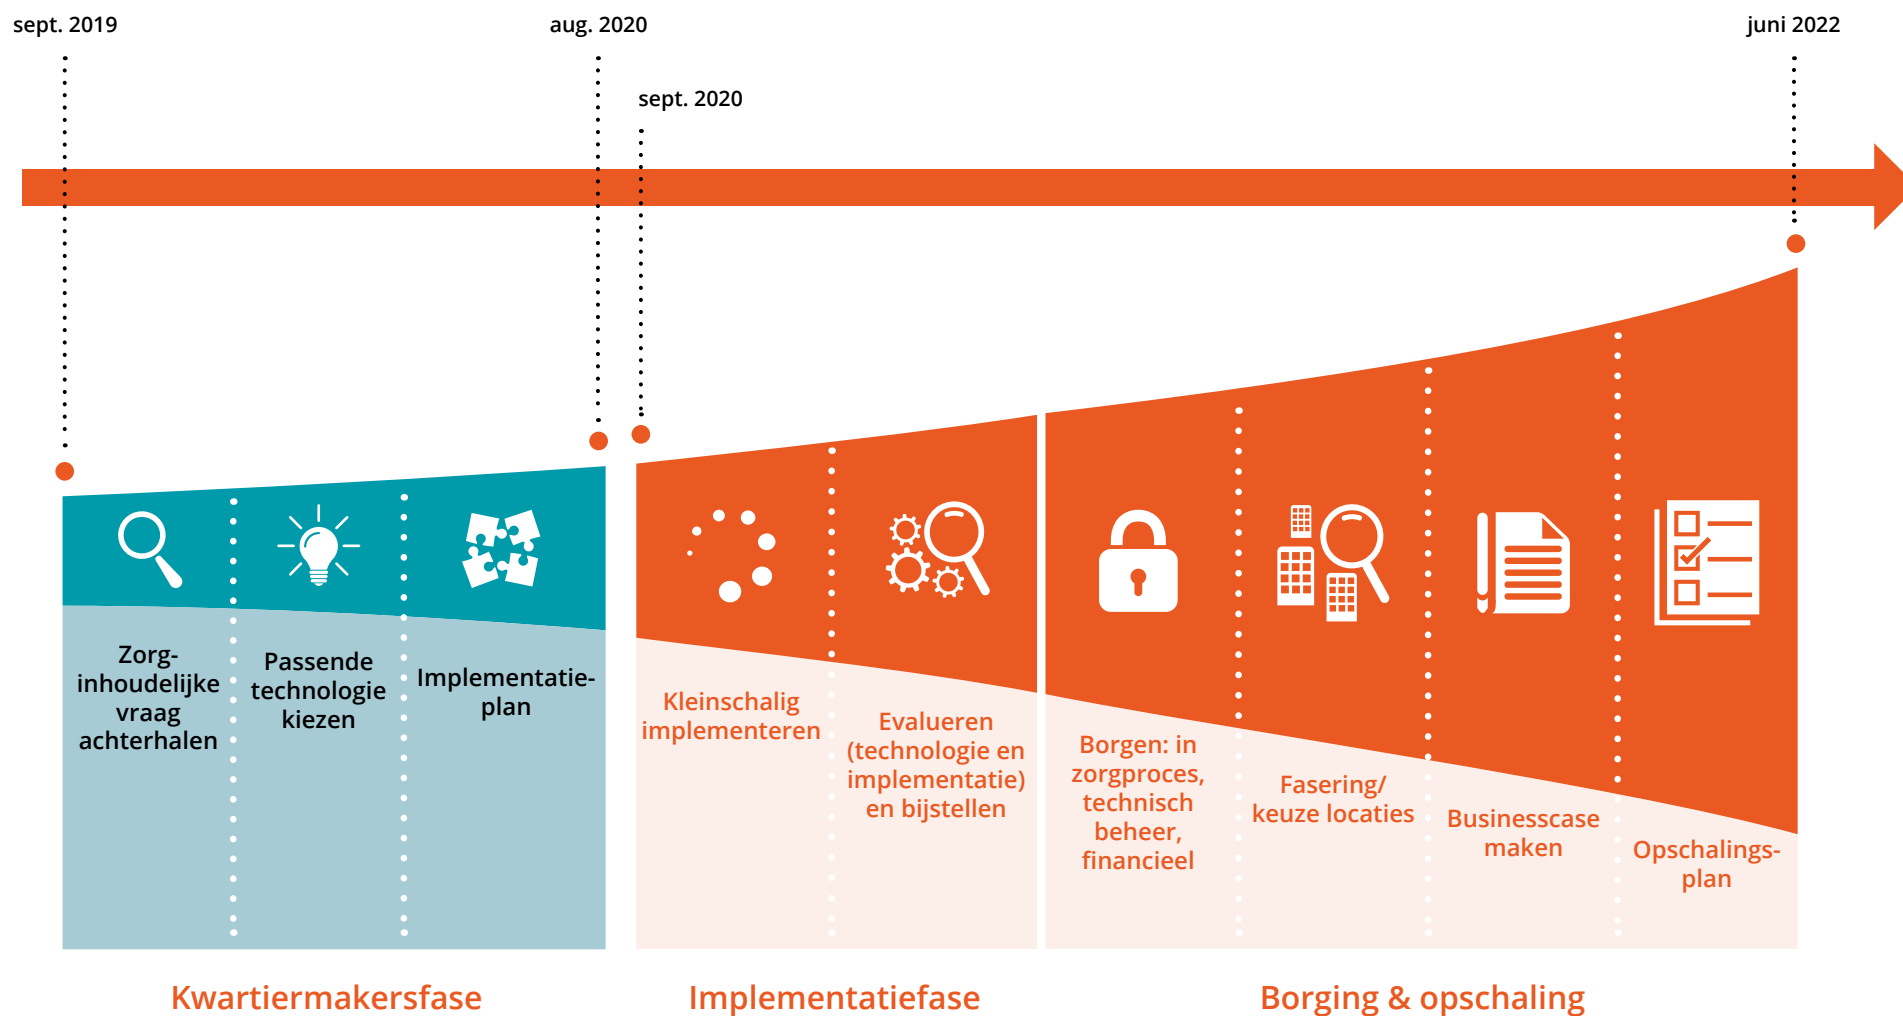 sept. 2019
aug. 2020
juni 2022
sept. 2020
Zorg-
inhoudelijke
vraag
achterhalen
Passende
technologie
kiezen
Implementatie-
plan
Kleinschalig
implementeren
Evalueren
(technologie en
implementatie)
en bijstellen
Borgen: in
zorgproces,
technisch
beheer,
financieel
Fasering/
keuze locaties
Businesscase
maken
Opschalings-
plan
Kwartiermakersfase
Implementatiefase
Borging & opschaling